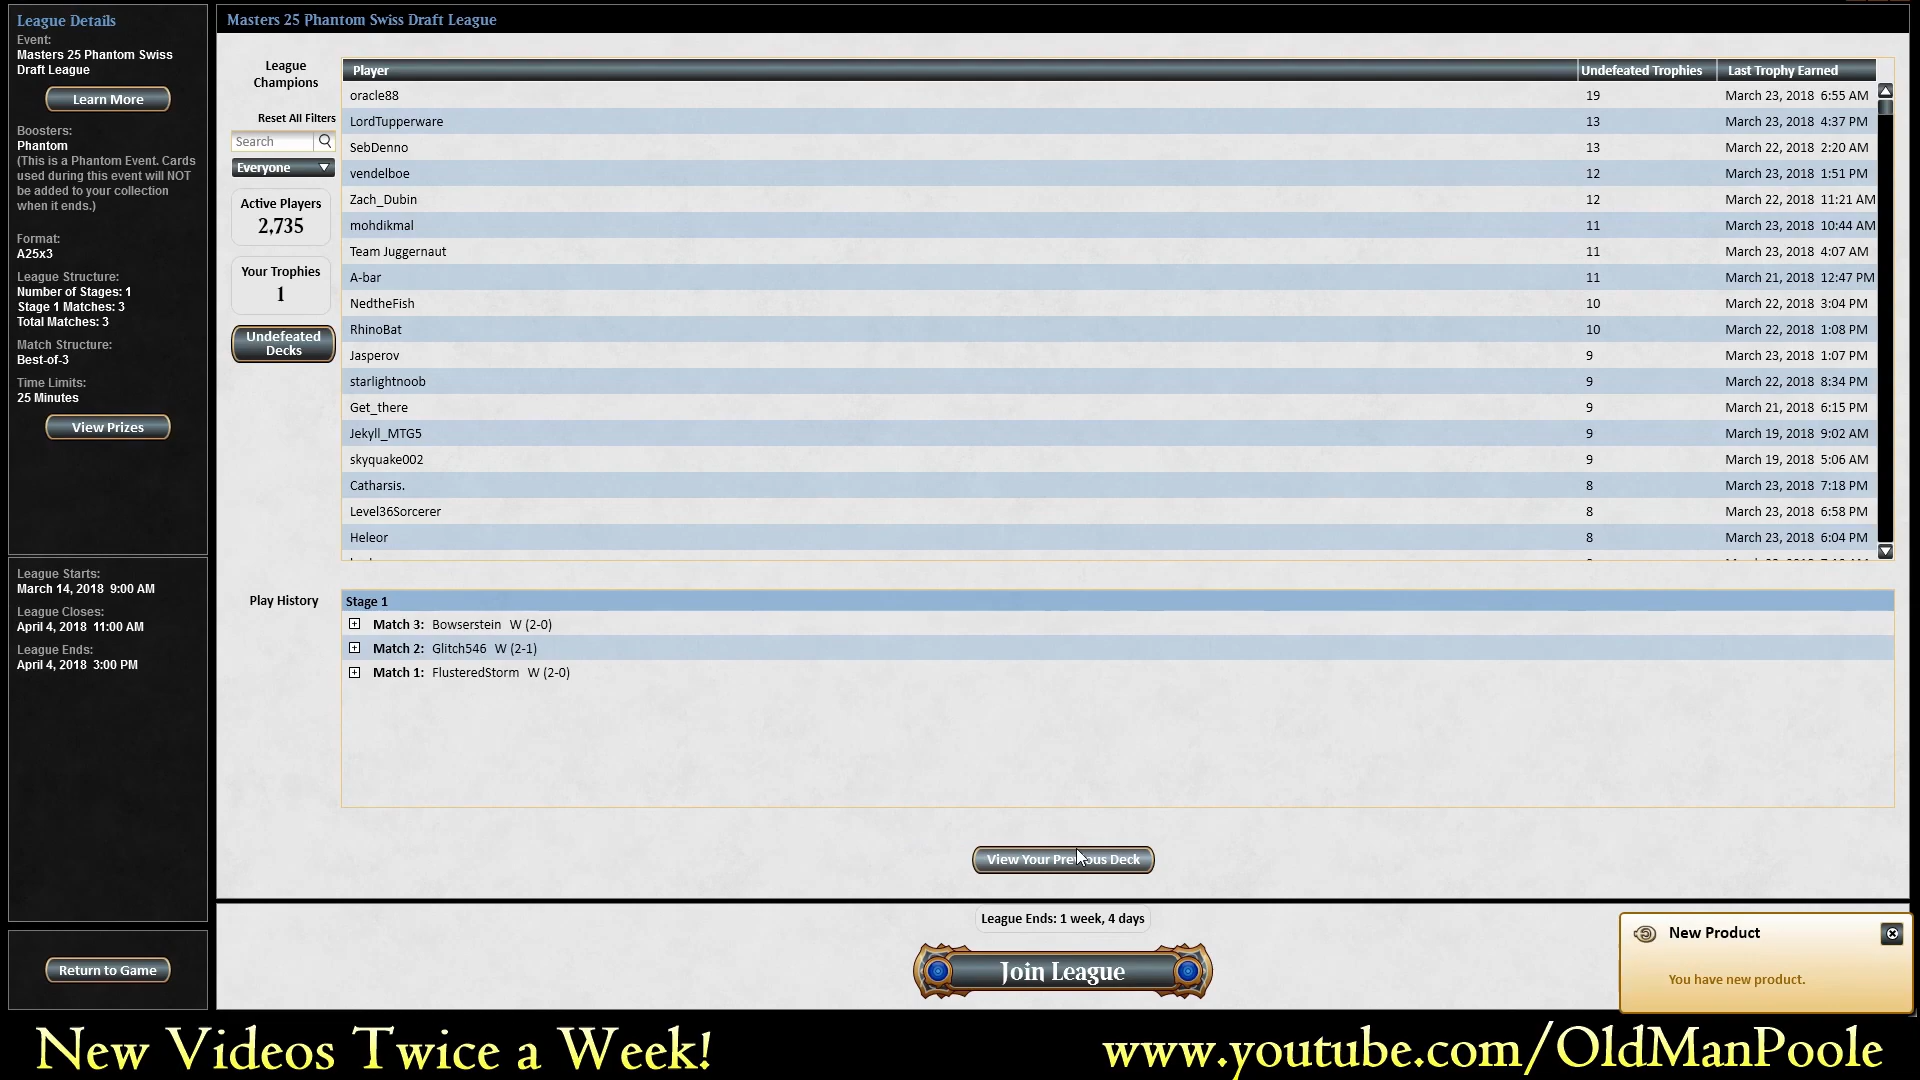 League Details
Event:
Masters 25 Phantom Swiss
Draft League
Learn More
Boosters:
Phantom
(This is a Phantom Event. Cards
used during this event will NOT
be added to your collection
when it ends.)
Format:
A25x3
League Structure:
Number of Stages: 1
Stage 1 Matches: 3
Total Matches: 3
Match Structure:
Best-of-3
Time Limits:
25 Minutes
View Prizes
League Starts:
March 14, 2018 9:00 AM
League Closes:
April 4, 2018 11:00 AM
League Ends:
April 4, 2018 3:00 PM
Return to Game
Masters 25 Phantom Swiss Draft League
League
Champions
Reset All Filters
Search
Everyone
Active Players
2,735
Your Trophies
1
Undefeated
Decks
Player Undefeated Trophies Last Trophy Earned
oracle88 19 March 23, 2018 6:55 AM
LordTupperware 13 March 23, 2018 4:37 PM
SebDenno 13 March 22, 2018 2:20 AM
vendelboe 12 March 23, 2018 1:51 PM
Zach_Dubin 12 March 22, 2018 11:21 AM
mohdikmal 11 March 23, 2018 10:44 AM
Team Juggernaut 11 March 23, 2018 4:07 AM
A-bar 11 March 21, 2018 12:47 PM
NedtheFish 10 March 22, 2018 3:04 PM
RhinoBat 10 March 22, 2018 1:08 PM
Jasperov 9 March 23, 2018 1:07 PM
starlightnoob 9 March 22, 2018 8:34 PM
Get_there 9 March 21, 2018 6:15 PM
Jekyll_MTG5 9 March 19, 2018 9:02 AM
skyquake002 9 March 19, 2018 5:06 AM
Catharsis. 8 March 23, 2018 7:18 PM
Level36Sorcerer 8 March 23, 2018 6:58 PM
Heleor 8 March 23, 2018 6:04 PM
Play History
Stage 1
Match 3: Bowserstein W (2-0)
Match 2: Glitch546 W (2-1)
Match 1: FlusteredStorm W (2-0)
View Your Previous Deck
League Ends: 1 week, 4 days
Join League
New Product
You have new product.
New Videos Twice a Week!
www.youtube.com/OldManPoole